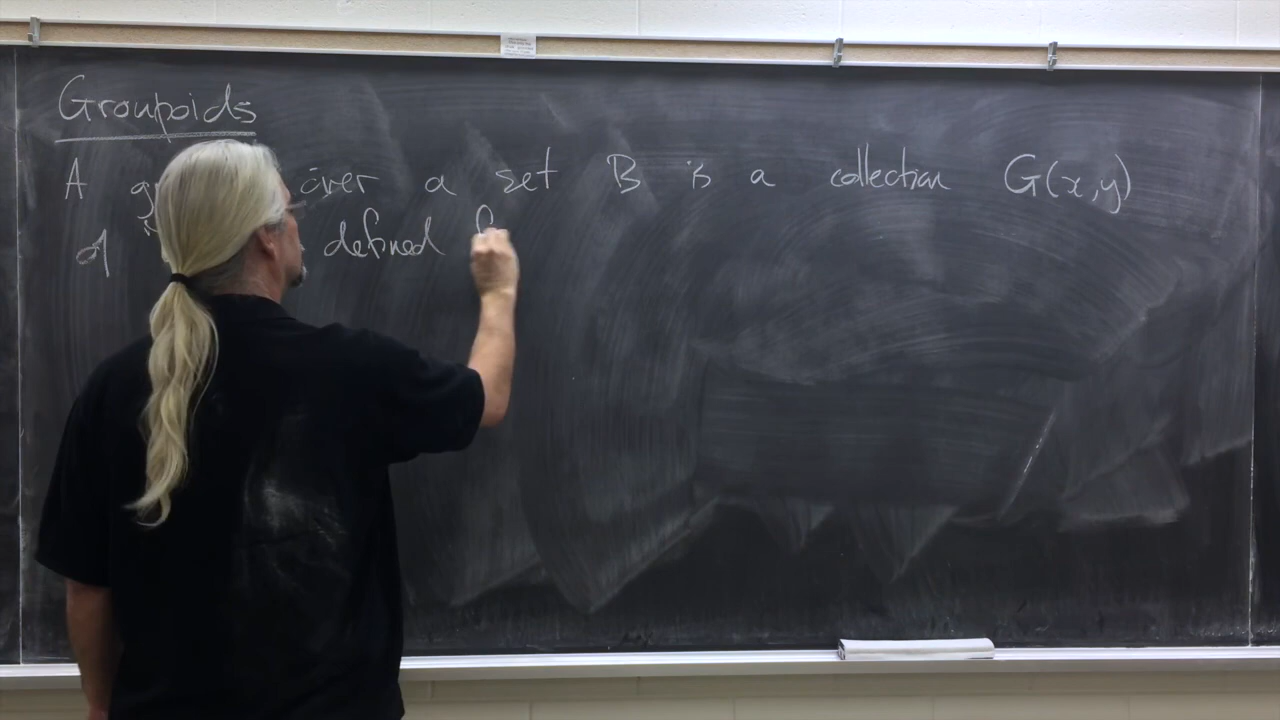 Groupoids
A over a set B is a collection G(x,y)
of defined